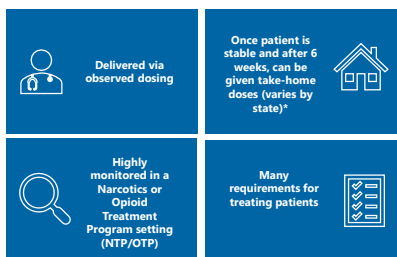 Delivered via
observed dosing
Once patient is
stable and after 6
weeks, can be
given take-home
doses (varies by
state)*
Highly
monitored in a
Narcotics or
Opioid
Treatment
Program setting
(NTP/OTP)
Many
requirements for
treating patients